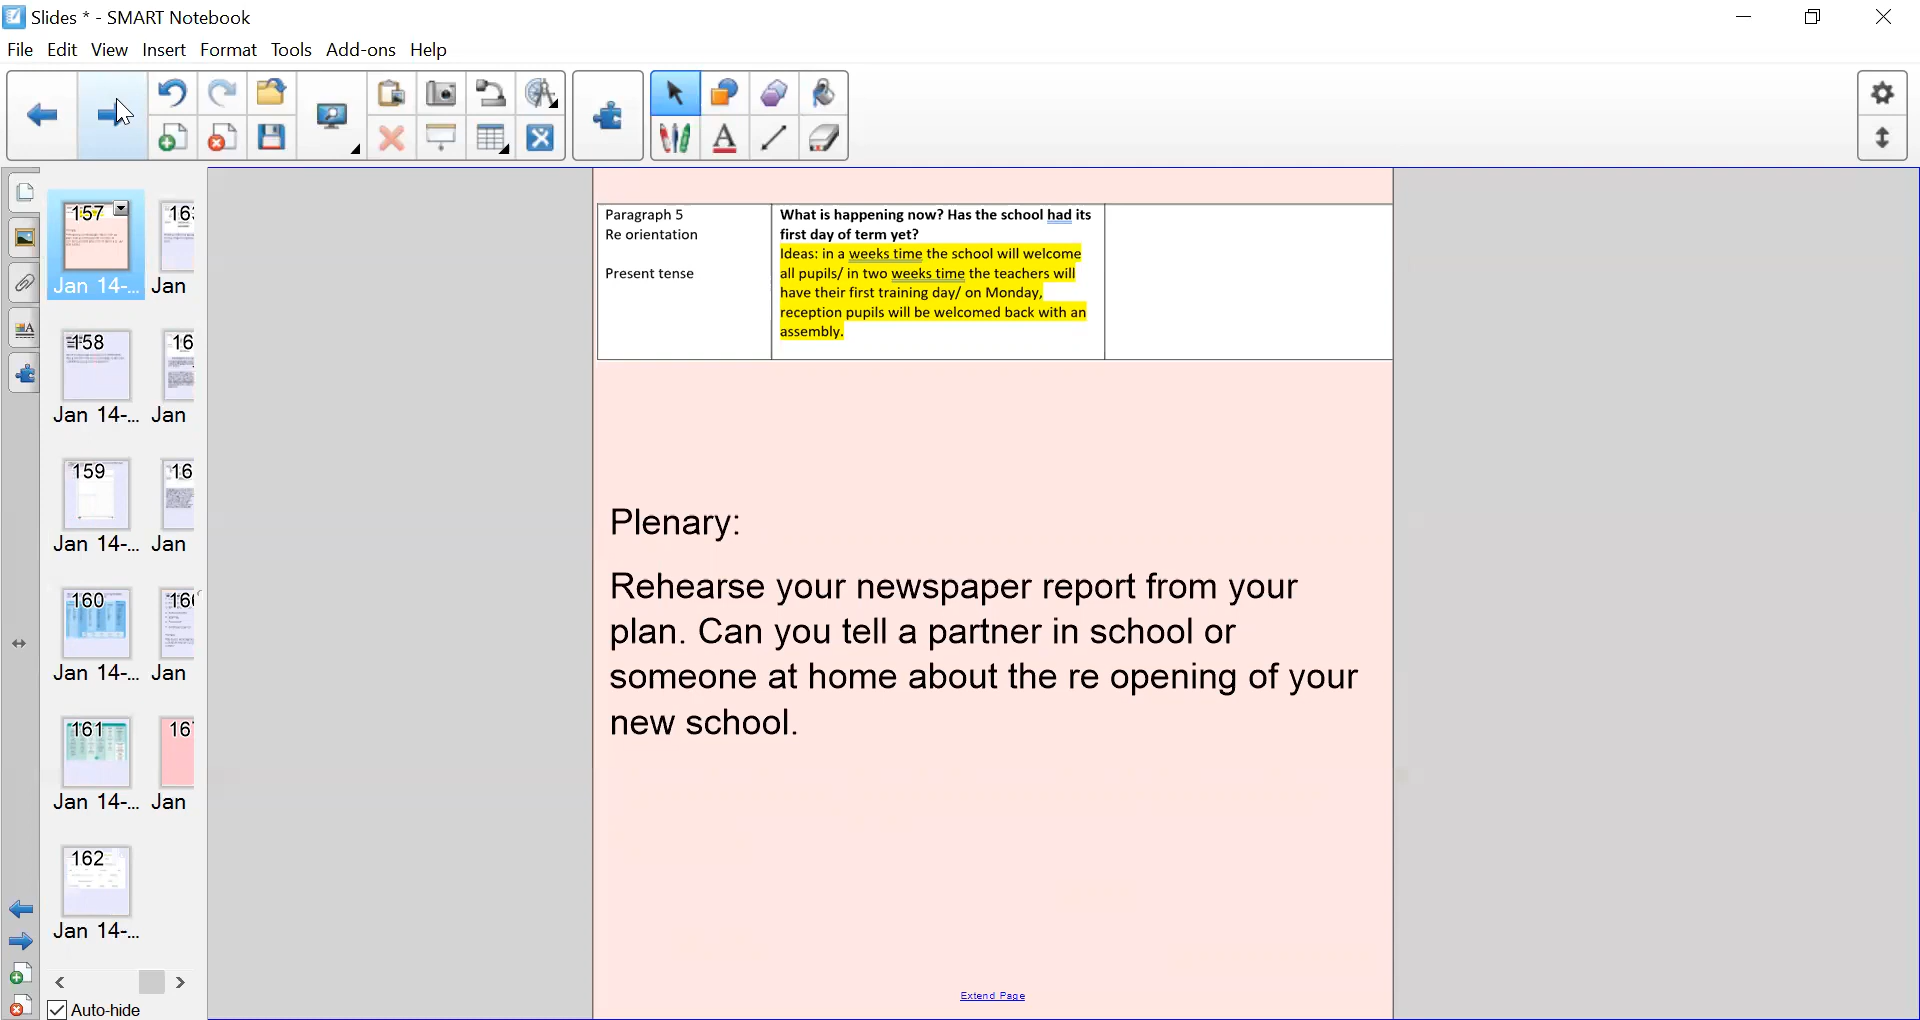 Slides * - SMART Notebook
File Edit View Insert Format Tools Add-ons Help
157
Jan 14-...
Jan
158
Jan 14-...
Jan
159
Jan 14-...
Jan
160
Jan 14-...
Jan
161
Jan 14-...
Jan
162
Jan 14-...
Auto-hide
Paragraph 5
Re orientation
Present tense
What is happening now? Has the school had its
first day of term yet?
Ideas: in a weeks time the school will welcome
all pupils/ in two weeks time the teachers will
have their first training day/ on Monday,
reception pupils will be welcomed back with an
assembly.
Plenary:
Rehearse your newspaper report from your
plan. Can you tell a partner in school or
someone at home about the re opening of your
new school.
Extend Page